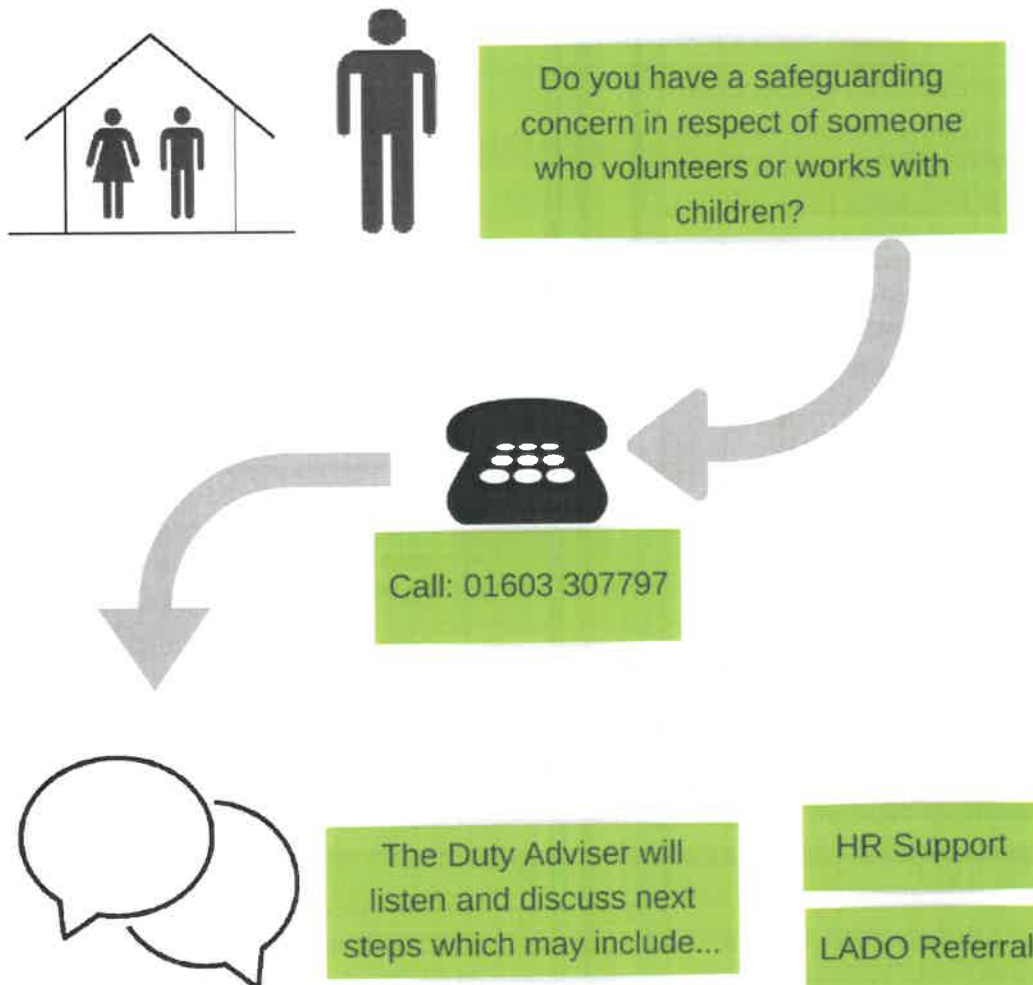 Do you have a safeguarding
concern in respect of someone
who volunteers or works with
children?
Call: 01603 307797
The Duty Adviser will
listen and discuss next
steps which may include...
HR Support
LADO Referral